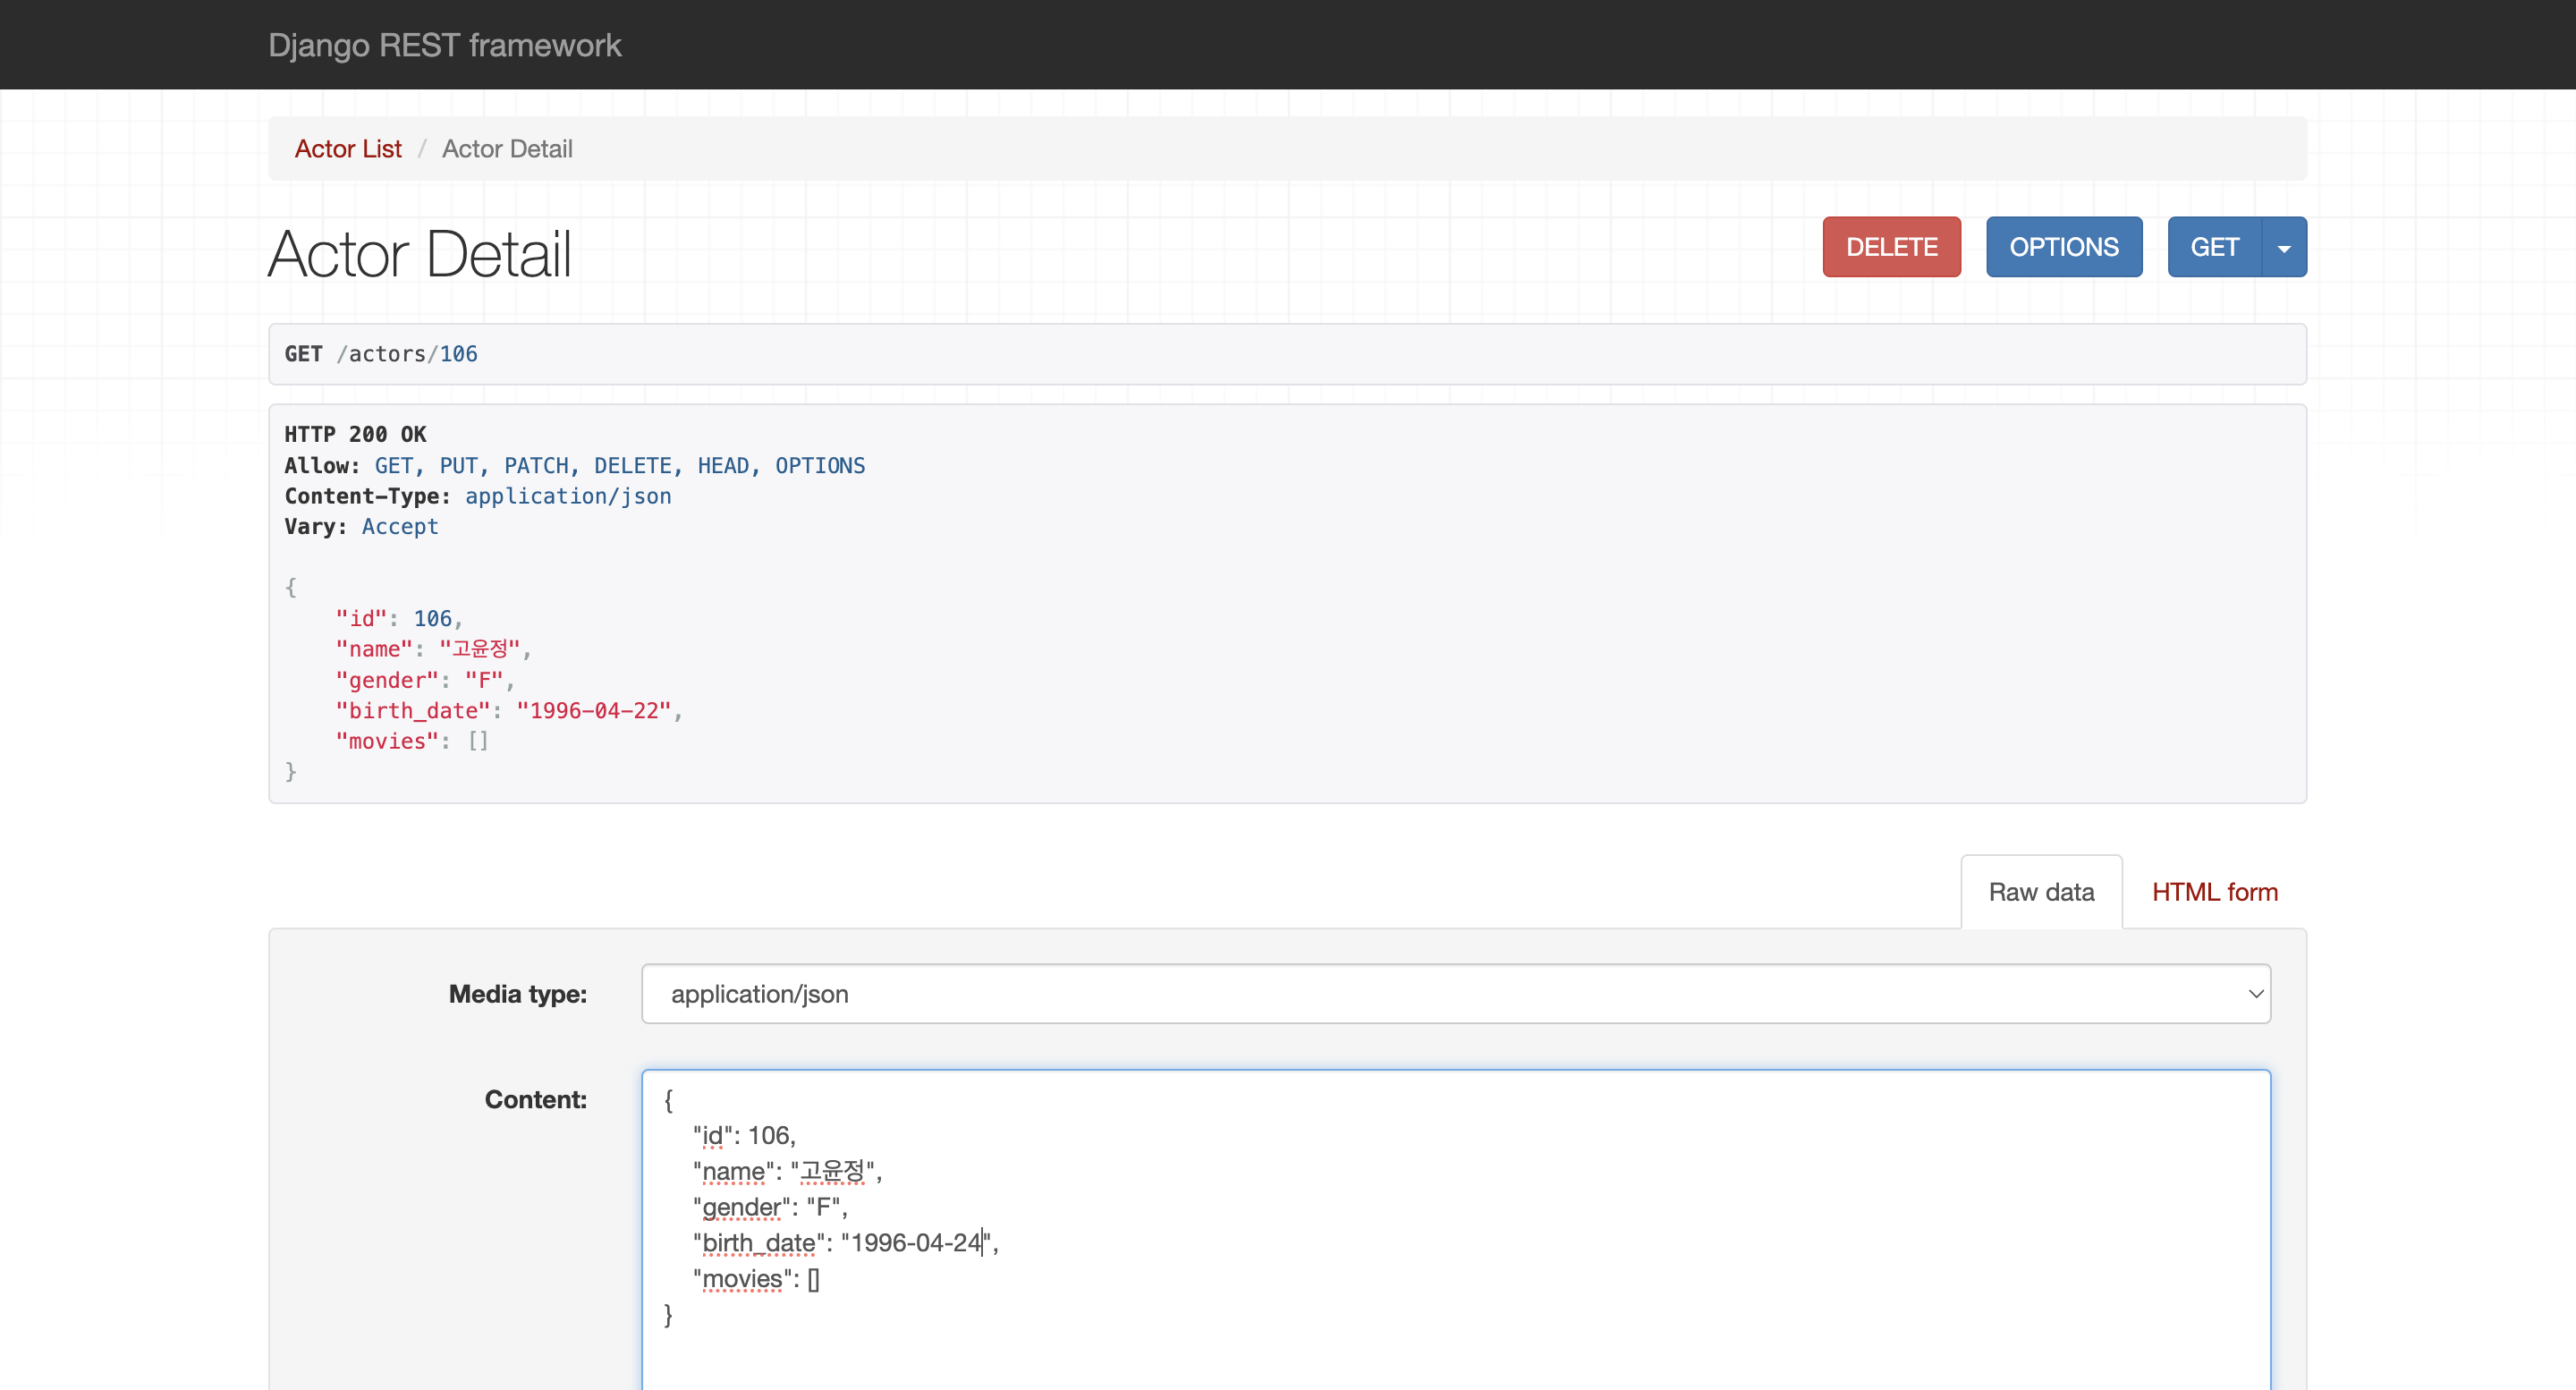 Django REST framework
Actor List / Actor Detail
Actor Detail
DELETE OPTIONS GET
GET /actors/106
HTTP 200 OK
Allow: GET, PUT, PATCH, DELETE, HEAD, OPTIONS
Content-Type: application/json
Vary: Accept
{
    "id": 106,
    "name": "고윤정",
    "gender": "F",
    "birth_date": "1996-04-22",
    "movies": []
}
Raw data HTML form
Media type: application/json
Content:
{
    "id": 106,
    "name": "고윤정",
    "gender": "F",
    "birth_date": "1996-04-24",
    "movies": []
}